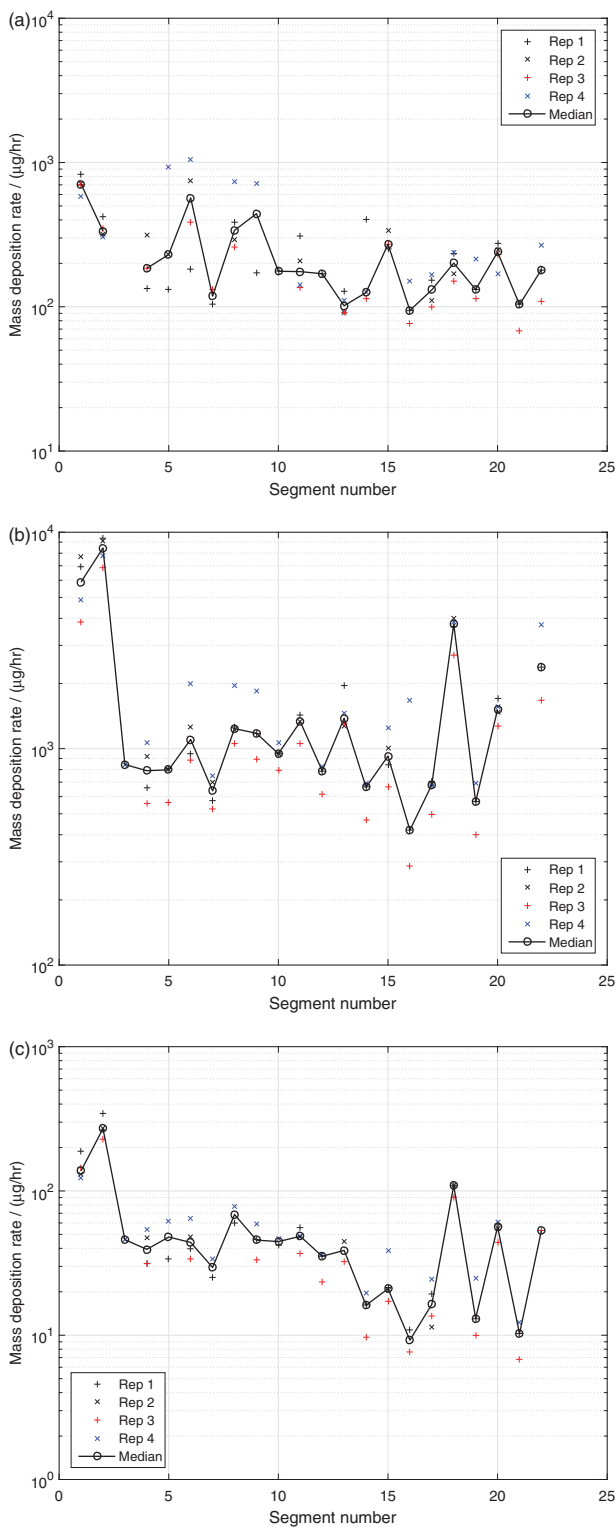 (a)
10^4
10^3
10^2
10^1
Mass deposition rate / (μg/hr)
Rep 1
Rep 2
Rep 3
Rep 4
Median
0 5 10 15 20 25
Segment number
(b)
10^4
10^3
10^2
Mass deposition rate / (μg/hr)
Rep 1
Rep 2
Rep 3
Rep 4
Median
0 5 10 15 20 25
Segment number
(c)
10^3
10^2
10^1
10^0
Mass deposition rate / (μg/hr)
Rep 1
Rep 2
Rep 3
Rep 4
Median
0 5 10 15 20 25
Segment number